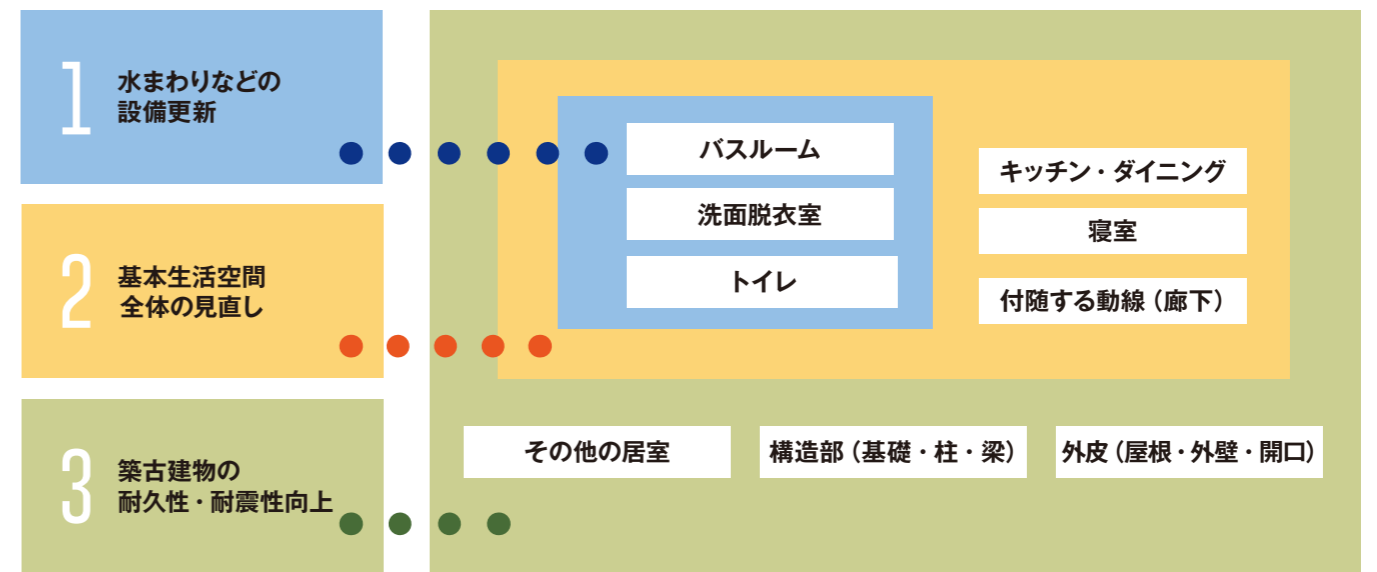 1
水まわりなどの
設備更新
2
基本生活空間
全体の見直し
3
築古建物の
耐久性・耐震性向上
バスルーム
洗面脱衣室
トイレ
キッチン・ダイニング
寝室
付随する動線（廊下）
その他の居室
構造部（基礎・柱・梁）
外皮（屋根・外壁・開口）